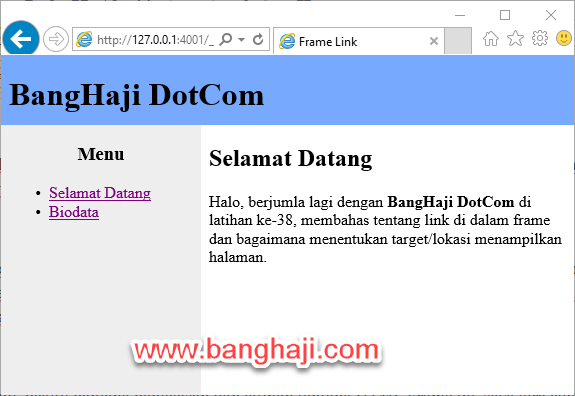 http://127.0.0.1:4001/_
Frame Link
BangHaji DotCom
Menu
Selamat Datang
Biodata
Selamat Datang
Halo, berjumla lagi dengan BangHaji DotCom di
latihan ke-38, membahas tentang link di dalam frame
dan bagaimana menentukan target/lokasi menampilkan
halaman.
www.banghaji.com